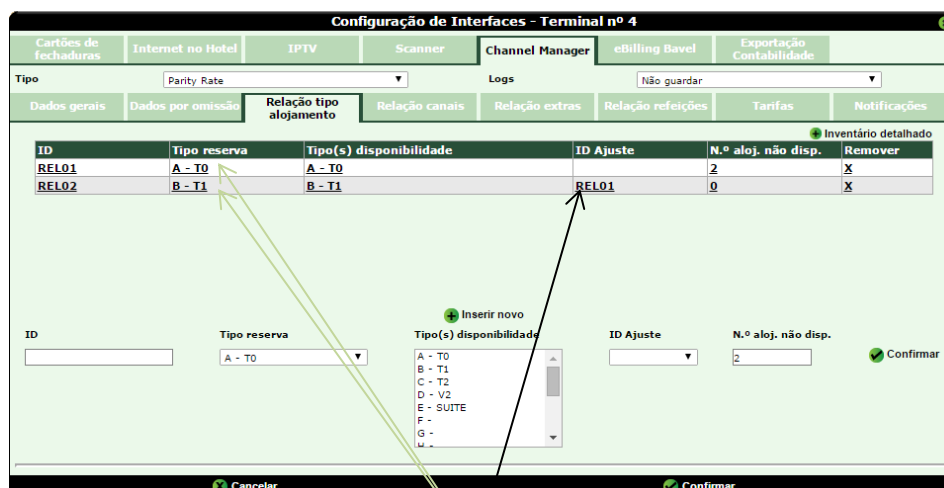 Configuração de Interfaces - Terminal nº 4
Cartões de fechaduras Internet no Hotel IPTV Scanner Channel Manager eBilling Bavel Exportação Contabilidade
Tipo Parity Rate Logs Não guardar
Dados gerais Dados por omissão Relação tipo alojamento Relação canais Relação extras Relação refeições Tarifas Notificações
Inventário detalhado
ID Tipo reserva Tipo(s) disponibilidade ID Ajuste N.º aloj. não disp. Remover
REL01 A - T0 A - T0 2 X
REL02 B - T1 B - T1 REL01 0 X
Inserir novo
ID Tipo reserva Tipo(s) disponibilidade ID Ajuste N.º aloj. não disp.
A - T0 A - T0 2 Confirmar
B - T1
C - T2
D - V2
E - SUITE
F -
G -
H -
Cancelar Confirmar